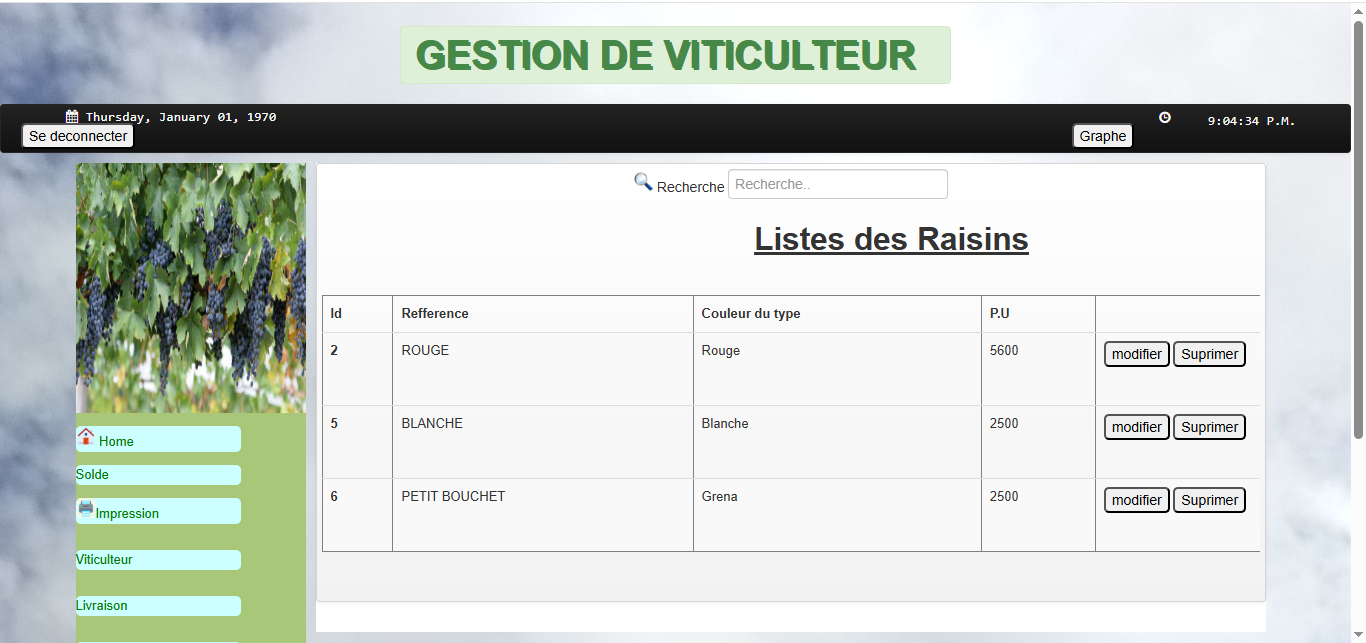 GESTION DE VITICULTEUR
Thursday, January 01, 1970
9:04:34 P.M.
Se deconnecter
Graphe
Recherche
Recherche..
Listes des Raisins
Id Refference Couleur du type P.U
2 ROUGE Rouge 5600 modifier Suprimer
5 BLANCHE Blanche 2500 modifier Suprimer
6 PETIT BOUCHET Grena 2500 modifier Suprimer
Home
Solde
Impression
Viticulteur
Livraison